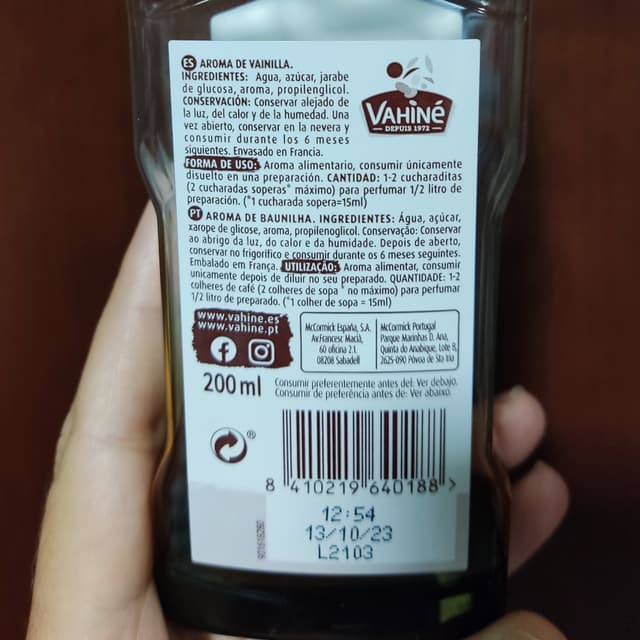 ES AROMA DE VAINILLA.
INGREDIENTES: Agua, azúcar, jarabe
de glucosa, aroma, propilenglicol.
CONSERVACIÓN: Conservar alejado de
la luz, del calor y de la humedad. Una
vez abierto, conservar en la nevera y
consumir durante los 6 meses
siguientes. Envasado en Francia.
FORMA DE USO: Aroma alimentario, consumir únicamente
disuelto en una preparación. CANTIDAD: 1-2 cucharaditas
(2 cucharadas soperas* máximo) para perfumar 1/2 litro de
preparación. (*1 cucharada sopera=15ml)
VAHINÉ
DEPUIS 1972
PT AROMA DE BAUNILHA. INGREDIENTES: Água, açúcar,
xarope de glicose, aroma, propilenoglicol. Conservação: Conservar
ao abrigo da luz, do calor e da humidade. Depois de aberto,
conservar no frigorífico e consumir durante os 6 meses seguintes.
Embalado em França. UTILIZAÇÃO: Aroma alimentar, consumir
unicamente depois de diluir no seu preparado. QUANTIDADE: 1-2
colheres de café (2 colheres de sopa* no máximo) para perfumar
1/2 litro de preparado. (*1 colher de sopa = 15ml)
www.vahine.es
www.vahine.pt
McCormick España, S.A.
Av.Francesc Macià,
60 oficina 2.1
08208 Sabadell
McCormick Portugal
Parque Marinhas D. Ana,
Quinta do Anabique, Lote B,
2625-090 Póvoa de Sta Iria
200 ml
Consumir preferentemente antes del: Ver debajo.
Consumir de preferência antes de: Ver abaixo.
8 410219 640188 >
12:54
13/10/23
L2103